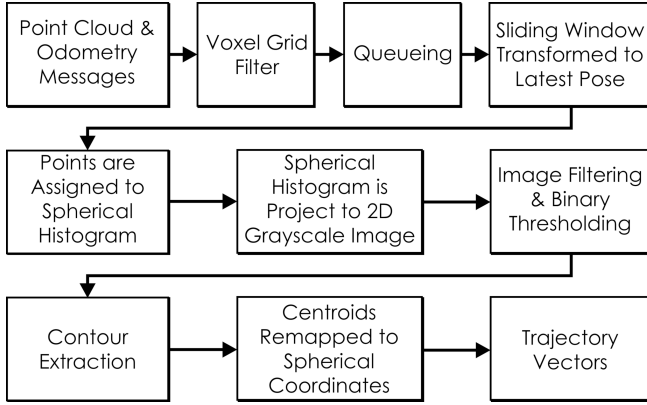 Point Cloud &
Odometry
Messages
Voxel Grid
Filter
Queueing
Sliding Window
Transformed to
Latest Pose
Points are
Assigned to
Spherical
Histogram
Spherical
Histogram is
Project to 2D
Grayscale Image
Image Filtering
& Binary
Thresholding
Contour
Extraction
Centroids
Remapped to
Spherical
Coordinates
Trajectory
Vectors